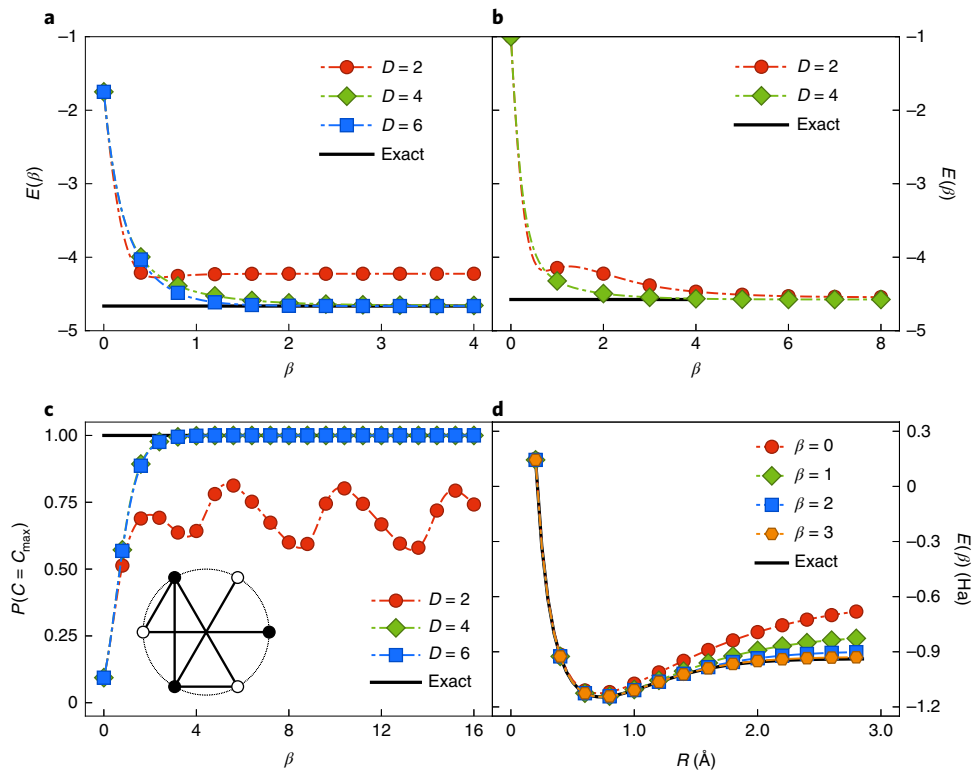 a
−1
−2
−3
−4
−5
E(β)
0
1
2
3
4
β
D = 2
D = 4
D = 6
Exact
b
−1
−2
−3
−4
−5
E(β)
0
2
4
6
8
β
D = 2
D = 4
Exact
c
1.00
0.75
0.50
0.25
0
P(C = Cmax)
0
4
8
12
16
β
D = 2
D = 4
D = 6
Exact
d
0.3
0
−0.3
−0.6
−0.9
−1.2
E(β) (Ha)
0
1.0
2.0
3.0
R (Å)
β = 0
β = 1
β = 2
β = 3
Exact